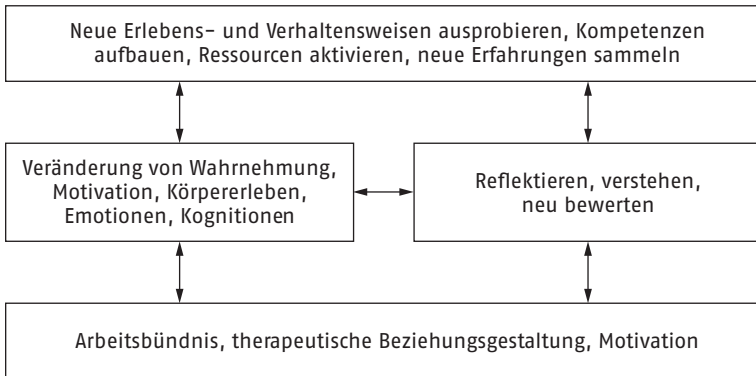 Neue Erlebens- und Verhaltensweisen ausprobieren, Kompetenzen
aufbauen, Ressourcen aktivieren, neue Erfahrungen sammeln
Veränderung von Wahrnehmung,
Motivation, Körpererleben,
Emotionen, Kognitionen
Reflektieren, verstehen,
neu bewerten
Arbeitsbündnis, therapeutische Beziehungsgestaltung, Motivation